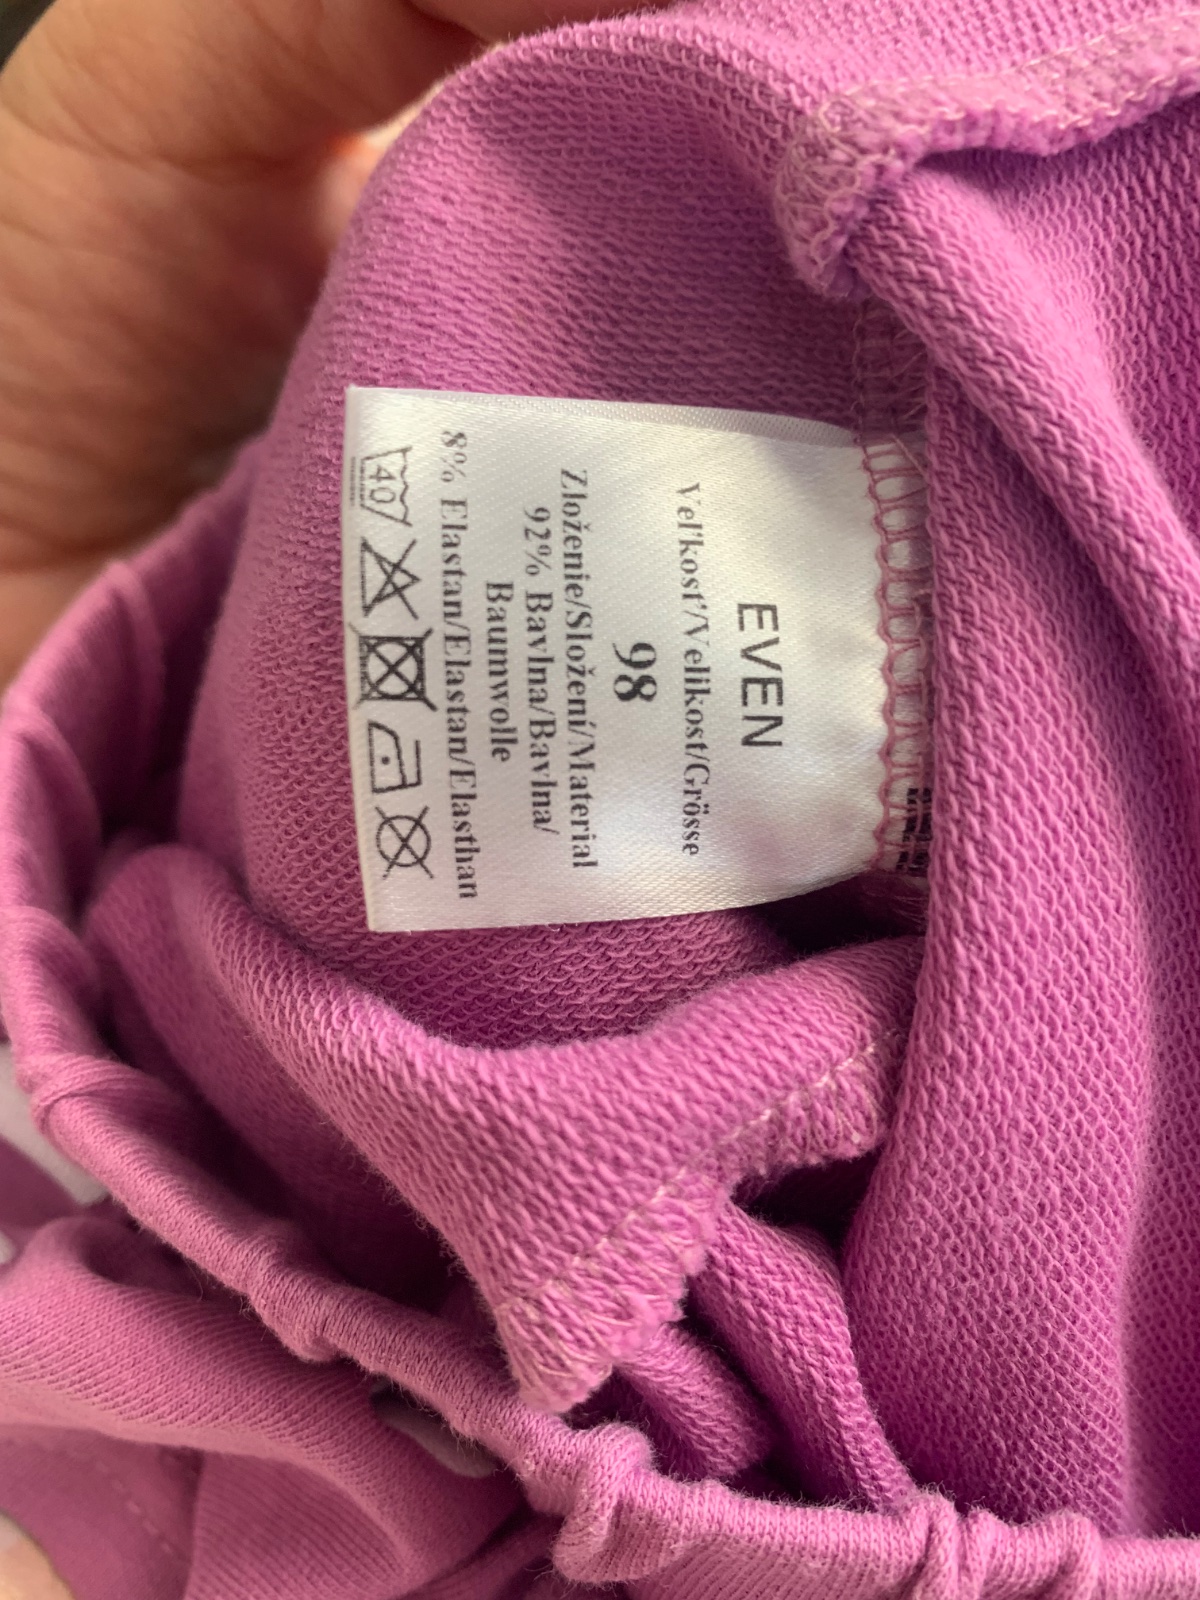 EVEN
Veľkosť/Velikost/Grösse
98
Zloženie/Složení/Material
92% Bavlna/Bavlna/
Baumwolle
8% Elastan/Elastan/Elasthan
40